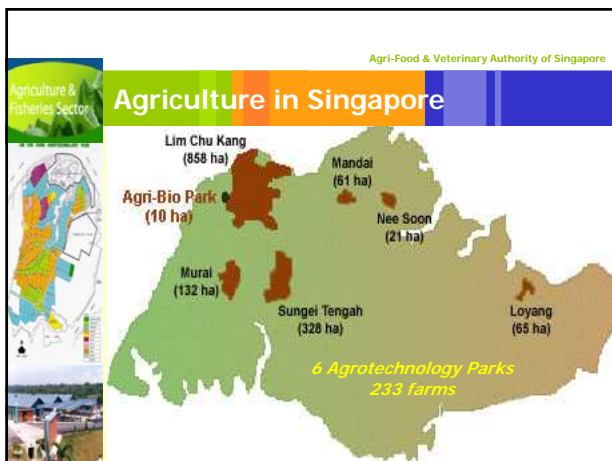 Agri-Food & Veterinary Authority of Singapore
Agriculture &
Fisheries Sector
Agriculture in Singapore
Lim Chu Kang
(858 ha)
Mandai
(61 ha)
Agri-Bio Park
(10 ha)
Nee Soon
(21 ha)
Murai
(132 ha)
Sungei Tengah
(328 ha)
Loyang
(65 ha)
6 Agrotechnology Parks
233 farms